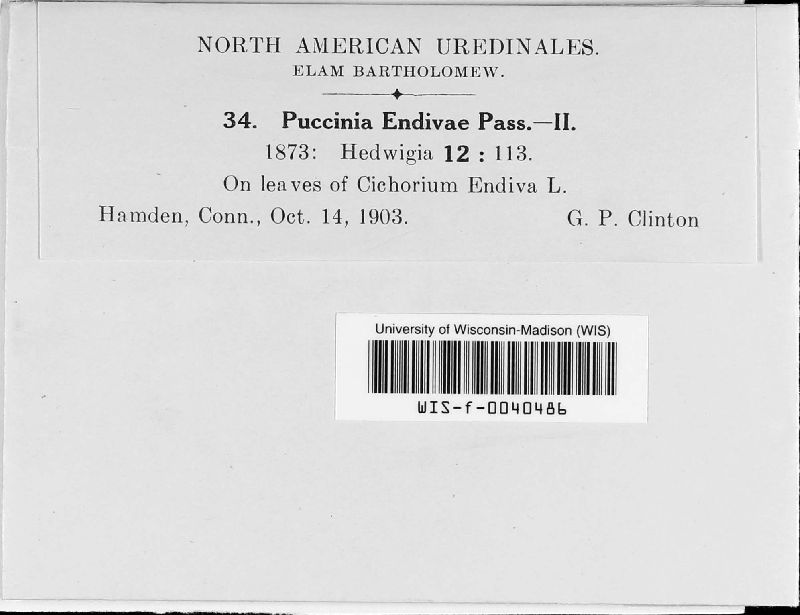 NORTH AMERICAN UREDINALES.
ELAM BARTHOLOMEW.
34. Puccinia Endivae Pass.—II.
1873: Hedwigia 12 : 113.
On leaves of Cichorium Endiva L.
Hamden, Conn., Oct. 14, 1903. G. P. Clinton
University of Wisconsin-Madison (WIS)
WIS-f-0040486